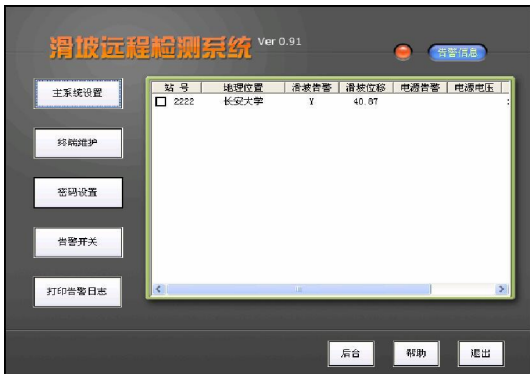 滑坡远程检测系统 Ver 0.91
告警信息
主系统设置
终端维护
密码设置
告警开关
打印告警日志
站 号 地理位置 滑坡告警 滑坡位移 电源告警 电源电压
2222 长安大学 Y 40.87
后台 帮助 退出